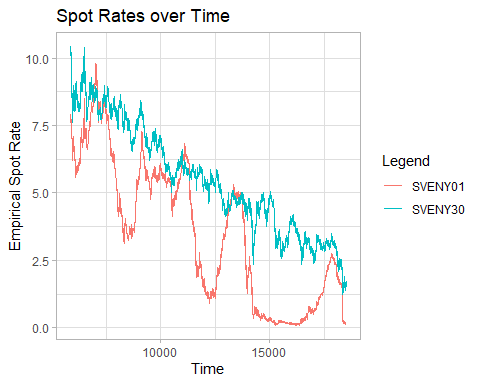 Spot Rates over Time
Empirical Spot Rate
10.0
7.5
5.0
2.5
0.0
10000
15000
Time
Legend
SVENY01
SVENY30